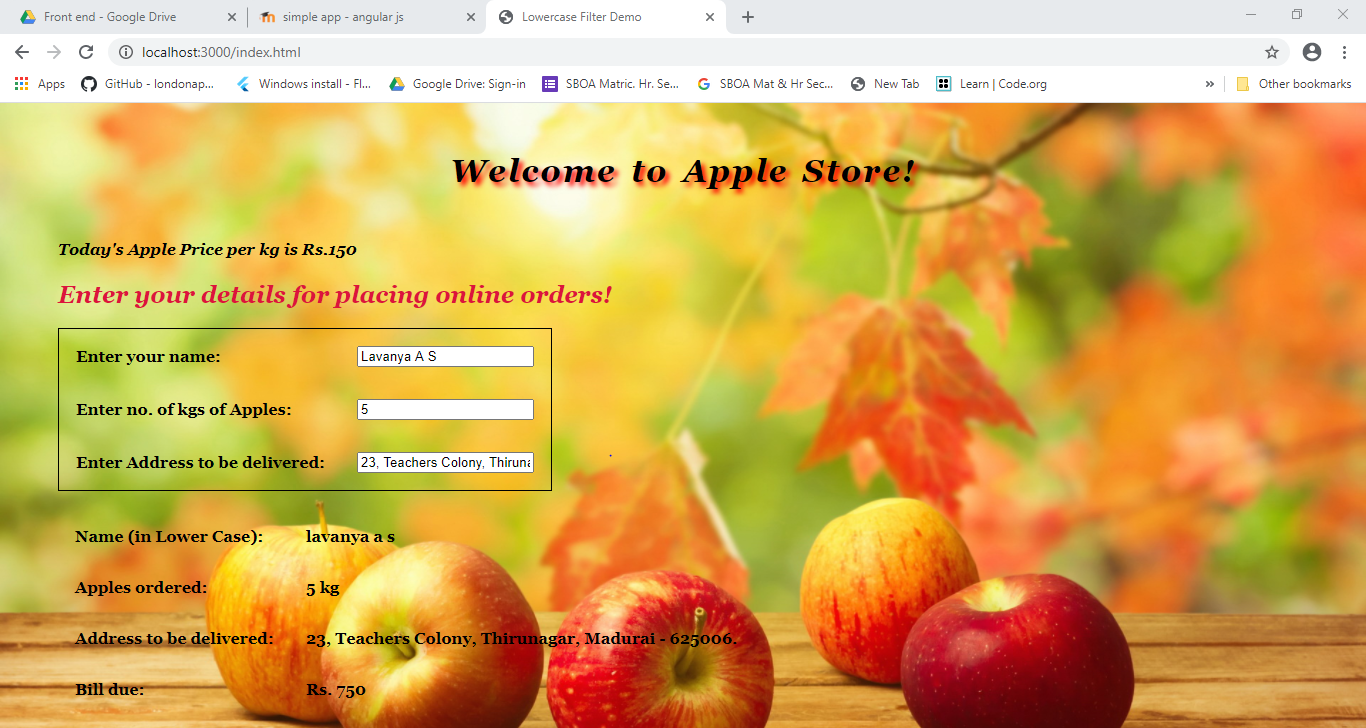 Front end - Google Drive
simple app - angular js
Lowercase Filter Demo
localhost:3000/index.html
Apps
GitHub - londonap...
Windows install - Fl...
Google Drive: Sign-in
SBOA Matric. Hr. Se...
SBOA Mat & Hr Sec...
New Tab
Learn | Code.org
»
Other bookmarks
Welcome to Apple Store!
Today's Apple Price per kg is Rs.150
Enter your details for placing online orders!
Enter your name: Lavanya A S
Enter no. of kgs of Apples: 5
Enter Address to be delivered: 23, Teachers Colony, Thiruna
Name (in Lower Case): lavanya a s
Apples ordered: 5 kg
Address to be delivered: 23, Teachers Colony, Thirunagar, Madurai - 625006.
Bill due: Rs. 750